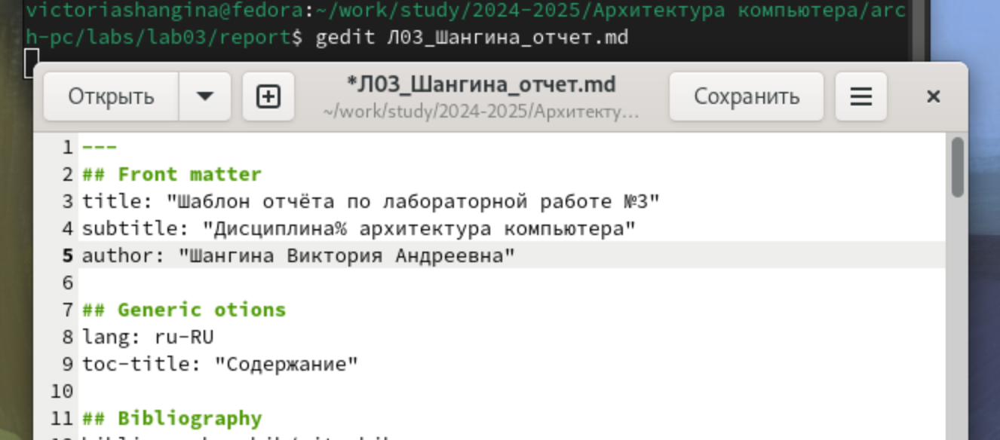 victoriashangina@fedora:~/work/study/2024-2025/Архитектура компьютера/arc
h-pc/labs/lab03/report$ gedit Л03_Шангина_отчет.md
Открыть
*Л03_Шангина_отчет.md
~/work/study/2024-2025/Архитекту...
Сохранить
1 ---
2 ## Front matter
3 title: "Шаблон отчёта по лабораторной работе №3"
4 subtitle: "Дисциплина% архитектура компьютера"
5 author: "Шангина Виктория Андреевна"
6
7 ## Generic otions
8 lang: ru-RU
9 toc-title: "Содержание"
10
11 ## Bibliography